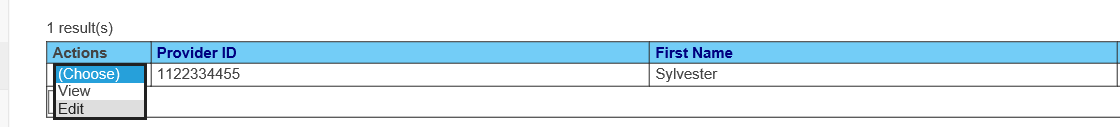 1 result(s)
Actions Provider ID First Name
(Choose) 1122334455 Sylvester
View
Edit